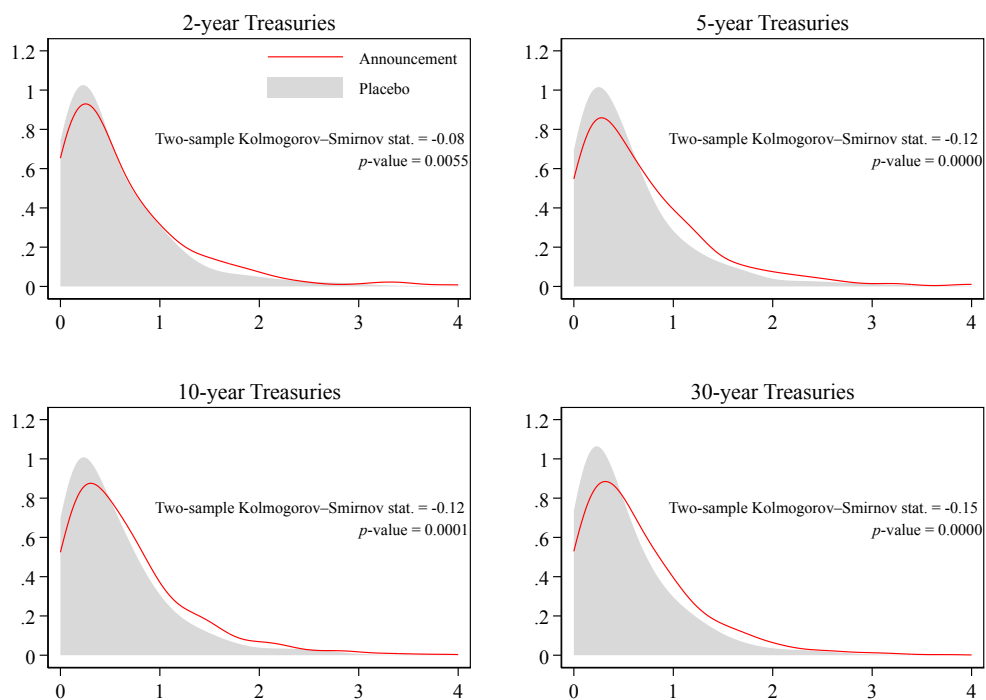 2-year Treasuries
1.2
1
.8
.6
.4
.2
0
0 1 2 3 4
Announcement
Placebo
Two-sample Kolmogorov–Smirnov stat. = -0.08
p-value = 0.0055
5-year Treasuries
1.2
1
.8
.6
.4
.2
0
0 1 2 3 4
Two-sample Kolmogorov–Smirnov stat. = -0.12
p-value = 0.0000
10-year Treasuries
1.2
1
.8
.6
.4
.2
0
0 1 2 3 4
Two-sample Kolmogorov–Smirnov stat. = -0.12
p-value = 0.0001
30-year Treasuries
1.2
1
.8
.6
.4
.2
0
0 1 2 3 4
Two-sample Kolmogorov–Smirnov stat. = -0.15
p-value = 0.0000